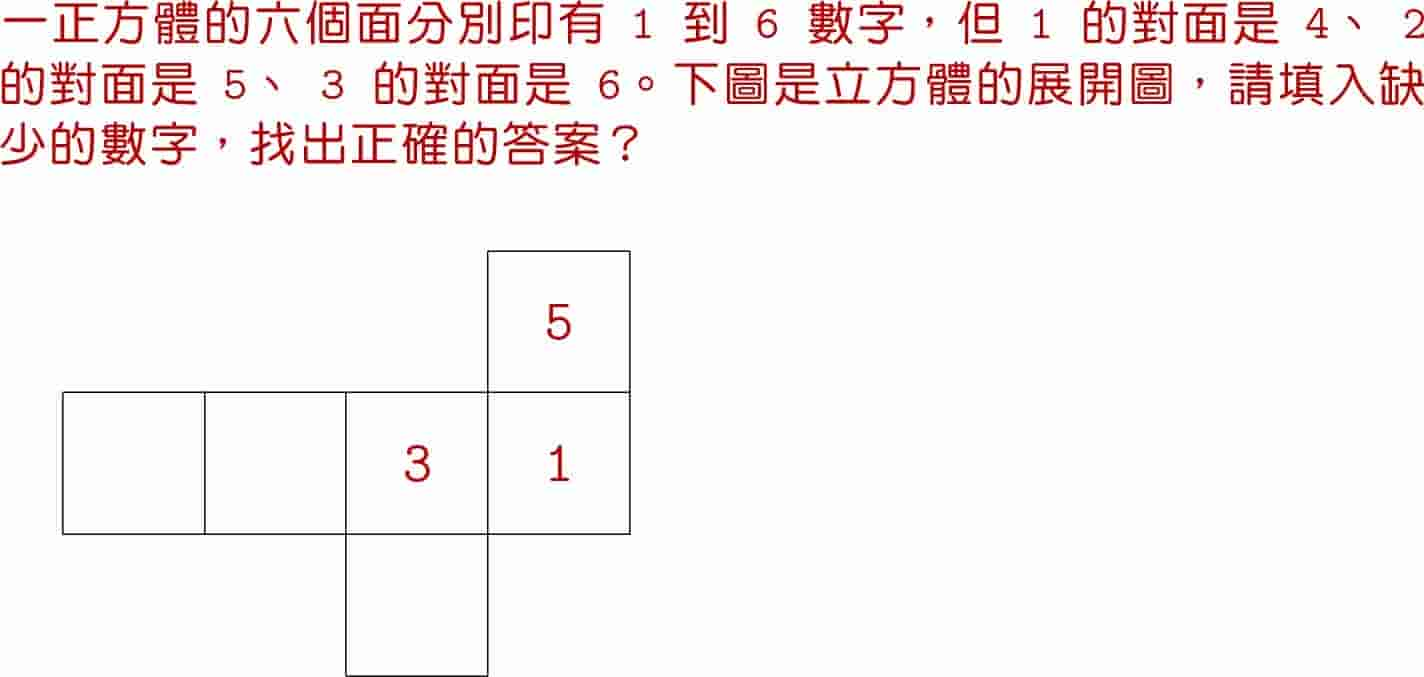 一正方體的六個面分別印有 1 到 6 數字，但 1 的對面是 4、 2
的對面是 5、 3 的對面是 6。下圖是立方體的展開圖，請填入缺
少的數字，找出正確的答案？
5
3 1